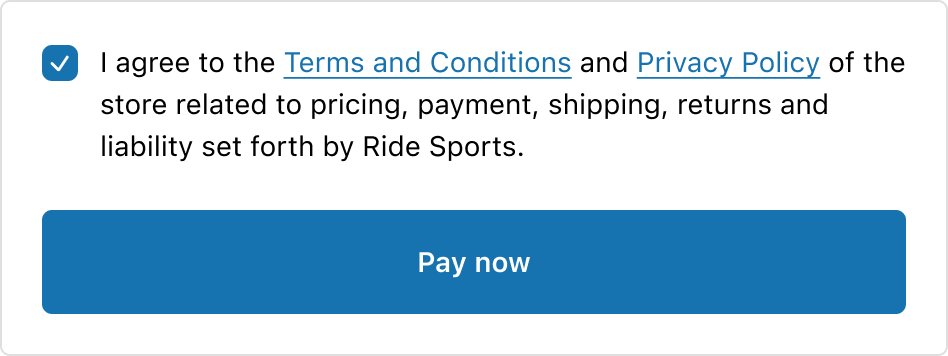 I agree to the Terms and Conditions and Privacy Policy of the
store related to pricing, payment, shipping, returns and
liability set forth by Ride Sports.
Pay now